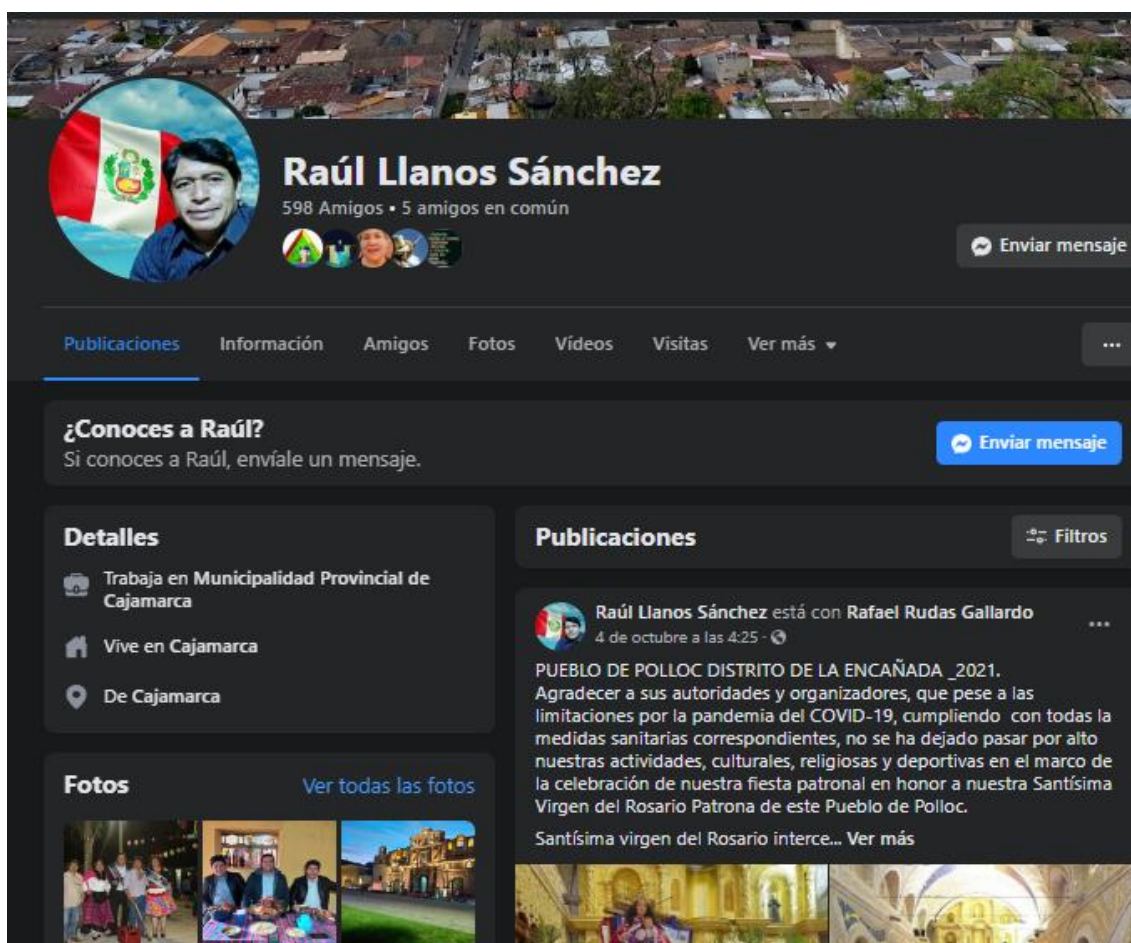 Raúl Llanos Sánchez
598 Amigos • 5 amigos en común
Enviar mensaje
Publicaciones
Información
Amigos
Fotos
Vídeos
Visitas
Ver más
¿Conoces a Raúl?
Si conoces a Raúl, envíale un mensaje.
Enviar mensaje
Detalles
Trabaja en Municipalidad Provincial de
Cajamarca
Vive en Cajamarca
De Cajamarca
Fotos
Ver todas las fotos
Publicaciones
Filtros
Raúl Llanos Sánchez está con Rafael Rudas Gallardo
4 de octubre a las 4:25 ·
PUEBLO DE POLLOC DISTRITO DE LA ENCAÑADA _2021.
Agradecer a sus autoridades y organizadores, que pese a las
limitaciones por la pandemia del COVID-19, cumpliendo con todas la
medidas sanitarias correspondientes, no se ha dejado pasar por alto
nuestras actividades, culturales, religiosas y deportivas en el marco de
la celebración de nuestra fiesta patronal en honor a nuestra Santísima
Virgen del Rosario Patrona de este Pueblo de Polloc.
Santísima virgen del Rosario interce... Ver más